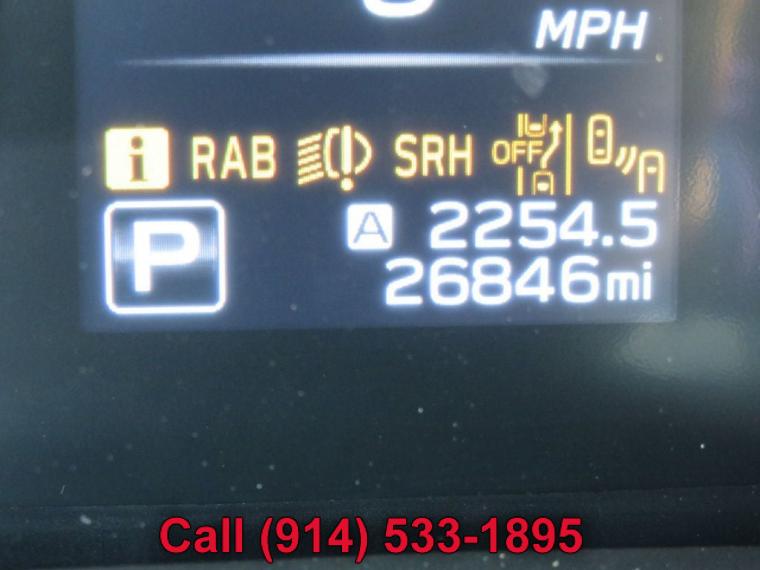 MPH
i RAB SRH OFF
P A 2254.5
26846mi
Call (914) 533-1895